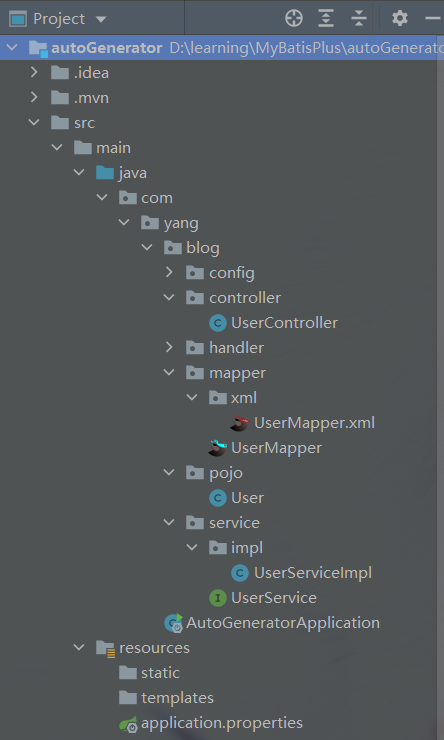 Project
autoGenerator D:\learning\MyBatisPlus\autoGenerato
.idea
.mvn
src
main
java
com
yang
blog
config
controller
UserController
handler
mapper
xml
UserMapper.xml
UserMapper
pojo
User
service
impl
UserServiceImpl
UserService
AutoGeneratorApplication
resources
static
templates
application.properties